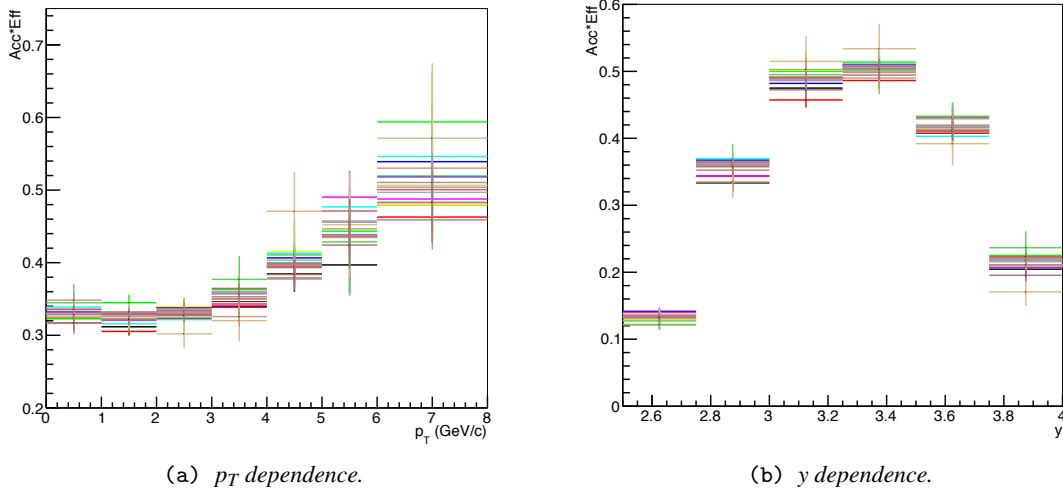 Acc*Eff
0.7
0.6
0.5
0.4
0.3
0.2
0 1 2 3 4 5 6 7 8
p_T (GeV/c)
(a) p_T dependence.
Acc*Eff
0.6
0.5
0.4
0.3
0.2
0.1
0
2.6 2.8 3 3.2 3.4 3.6 3.8 4
y
(b) y dependence.